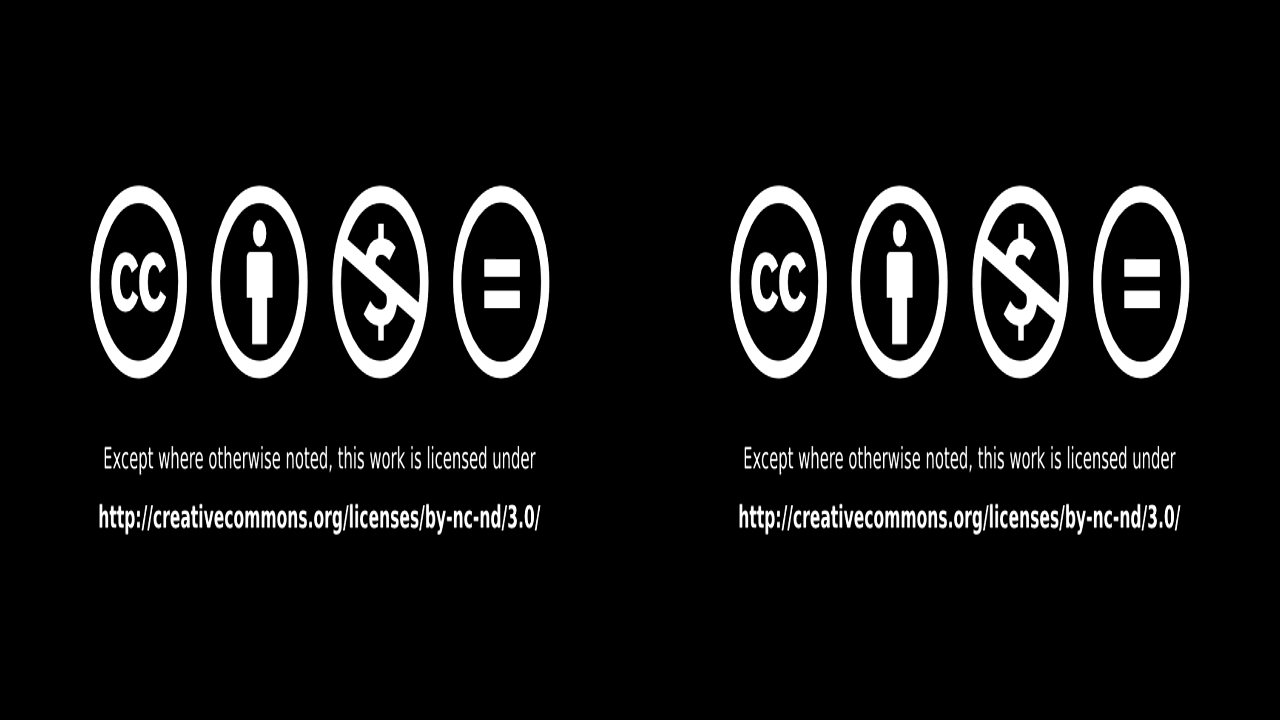 cc
Except where otherwise noted, this work is licensed under
http://creativecommons.org/licenses/by-nc-nd/3.0/
cc
Except where otherwise noted, this work is licensed under
http://creativecommons.org/licenses/by-nc-nd/3.0/